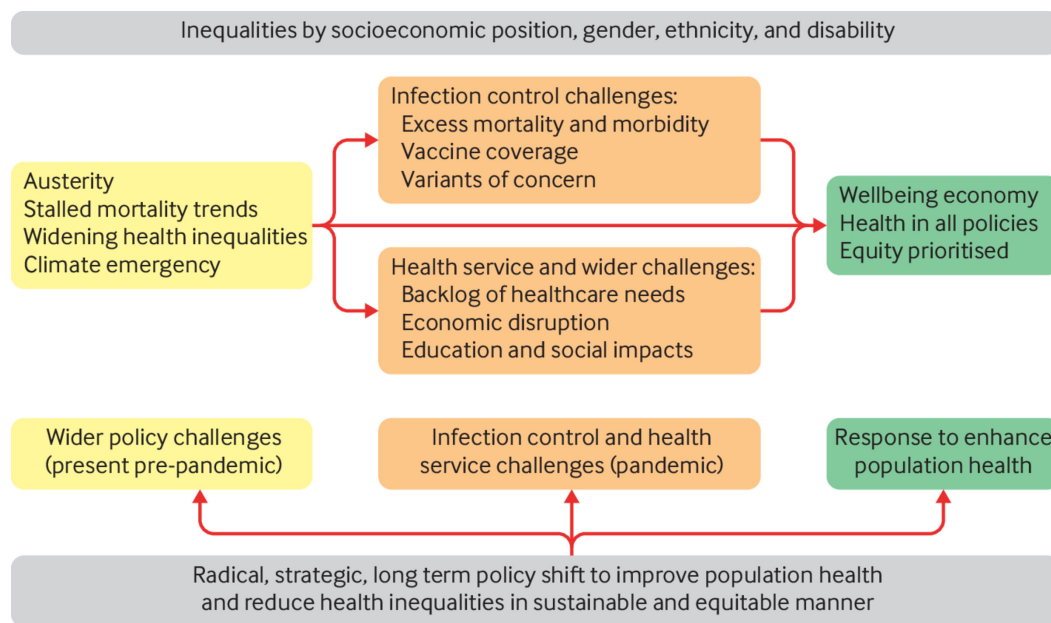 Inequalities by socioeconomic position, gender, ethnicity, and disability
Austerity
Stalled mortality trends
Widening health inequalities
Climate emergency
Infection control challenges:
Excess mortality and morbidity
Vaccine coverage
Variants of concern
Health service and wider challenges:
Backlog of healthcare needs
Economic disruption
Education and social impacts
Wellbeing economy
Health in all policies
Equity prioritised
Wider policy challenges
(present pre-pandemic)
Infection control and health
service challenges (pandemic)
Response to enhance
population health
Radical, strategic, long term policy shift to improve population health
and reduce health inequalities in sustainable and equitable manner